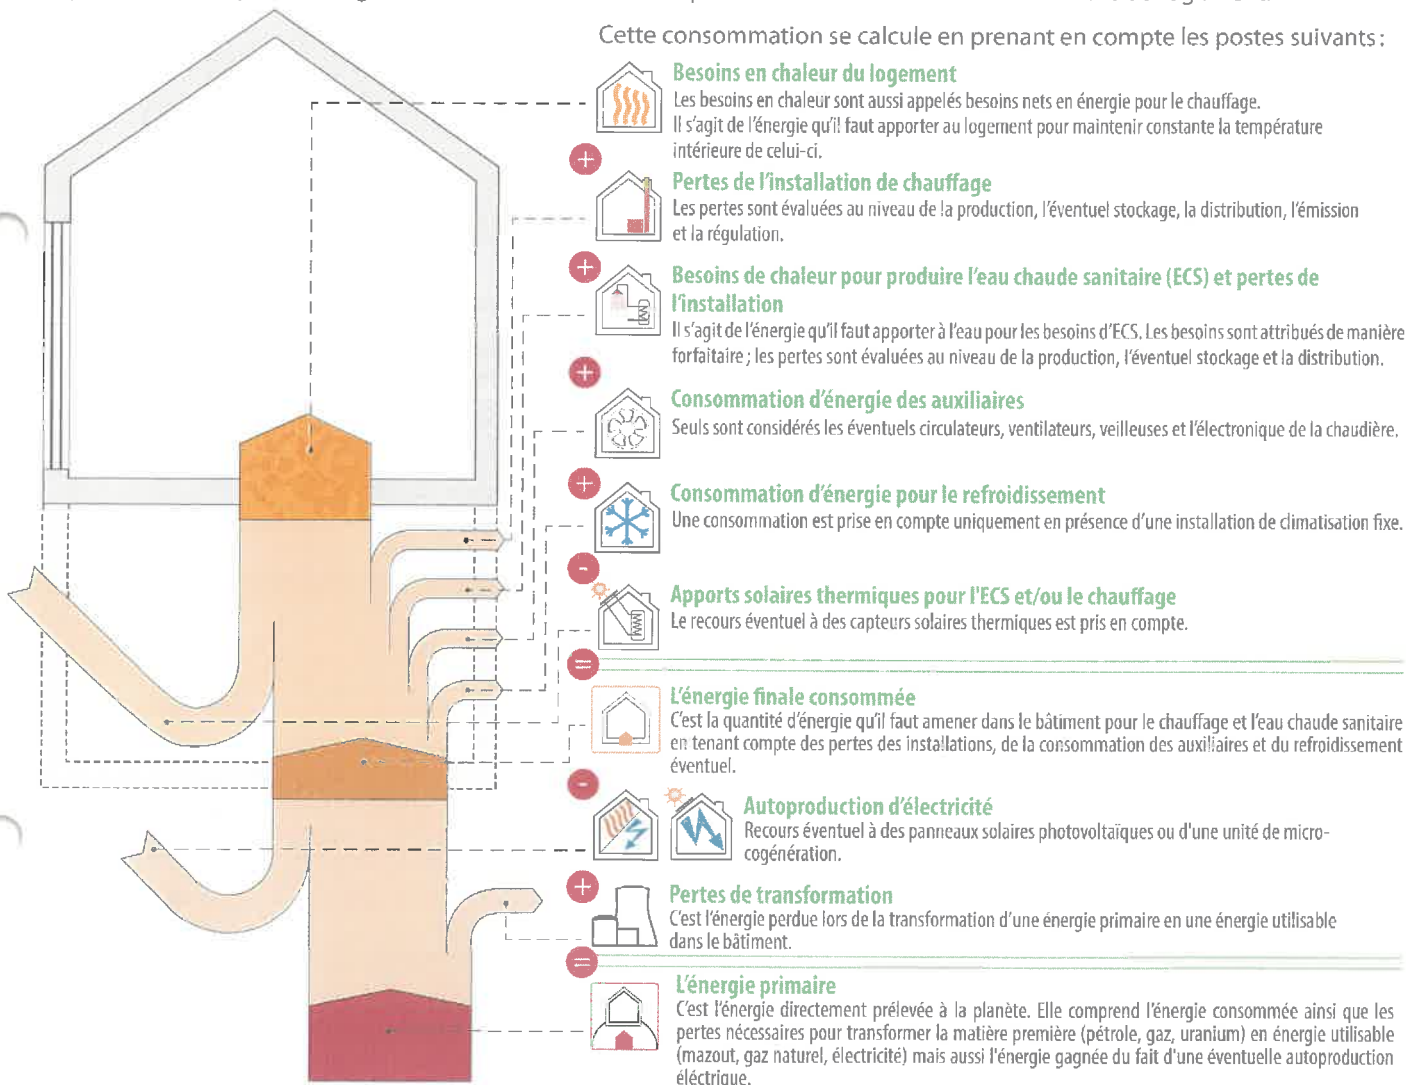 Cette consommation se calcule en prenant en compte les postes suivants :
Besoins en chaleur du logement
Les besoins en chaleur sont aussi appelés besoins nets en énergie pour le chauffage.
Il s'agit de l'énergie qu'il faut apporter au logement pour maintenir constante la température
intérieure de celui-ci.
+
Pertes de l'installation de chauffage
Les pertes sont évaluées au niveau de la production, l'éventuel stockage, la distribution, l'émission
et la régulation.
+
Besoins de chaleur pour produire l'eau chaude sanitaire (ECS) et pertes de
l'installation
Il s'agit de l'énergie qu'il faut apporter à l'eau pour les besoins d'ECS. Les besoins sont attribués de manière
forfaitaire ; les pertes sont évaluées au niveau de la production, l'éventuel stockage et la distribution.
+
Consommation d'énergie des auxiliaires
Seuls sont considérés les éventuels circulateurs, ventilateurs, veilleuses et l'électronique de la chaudière.
+
Consommation d'énergie pour le refroidissement
Une consommation est prise en compte uniquement en présence d'une installation de climatisation fixe.
-
Apports solaires thermiques pour l'ECS et/ou le chauffage
Le recours éventuel à des capteurs solaires thermiques est pris en compte.
=
L'énergie finale consommée
C'est la quantité d'énergie qu'il faut amener dans le bâtiment pour le chauffage et l'eau chaude sanitaire
en tenant compte des pertes des installations, de la consommation des auxiliaires et du refroidissement
éventuel.
-
Autoproduction d'électricité
Recours éventuel à des panneaux solaires photovoltaïques ou d'une unité de micro-
cogénération.
+
Pertes de transformation
C'est l'énergie perdue lors de la transformation d'une énergie primaire en une énergie utilisable
dans le bâtiment.
=
L'énergie primaire
C'est l'énergie directement prélevée à la planète. Elle comprend l'énergie consommée ainsi que les
pertes nécessaires pour transformer la matière première (pétrole, gaz, uranium) en énergie utilisable
(mazout, gaz naturel, électricité) mais aussi l'énergie gagnée du fait d'une éventuelle autoproduction
éléctrique.